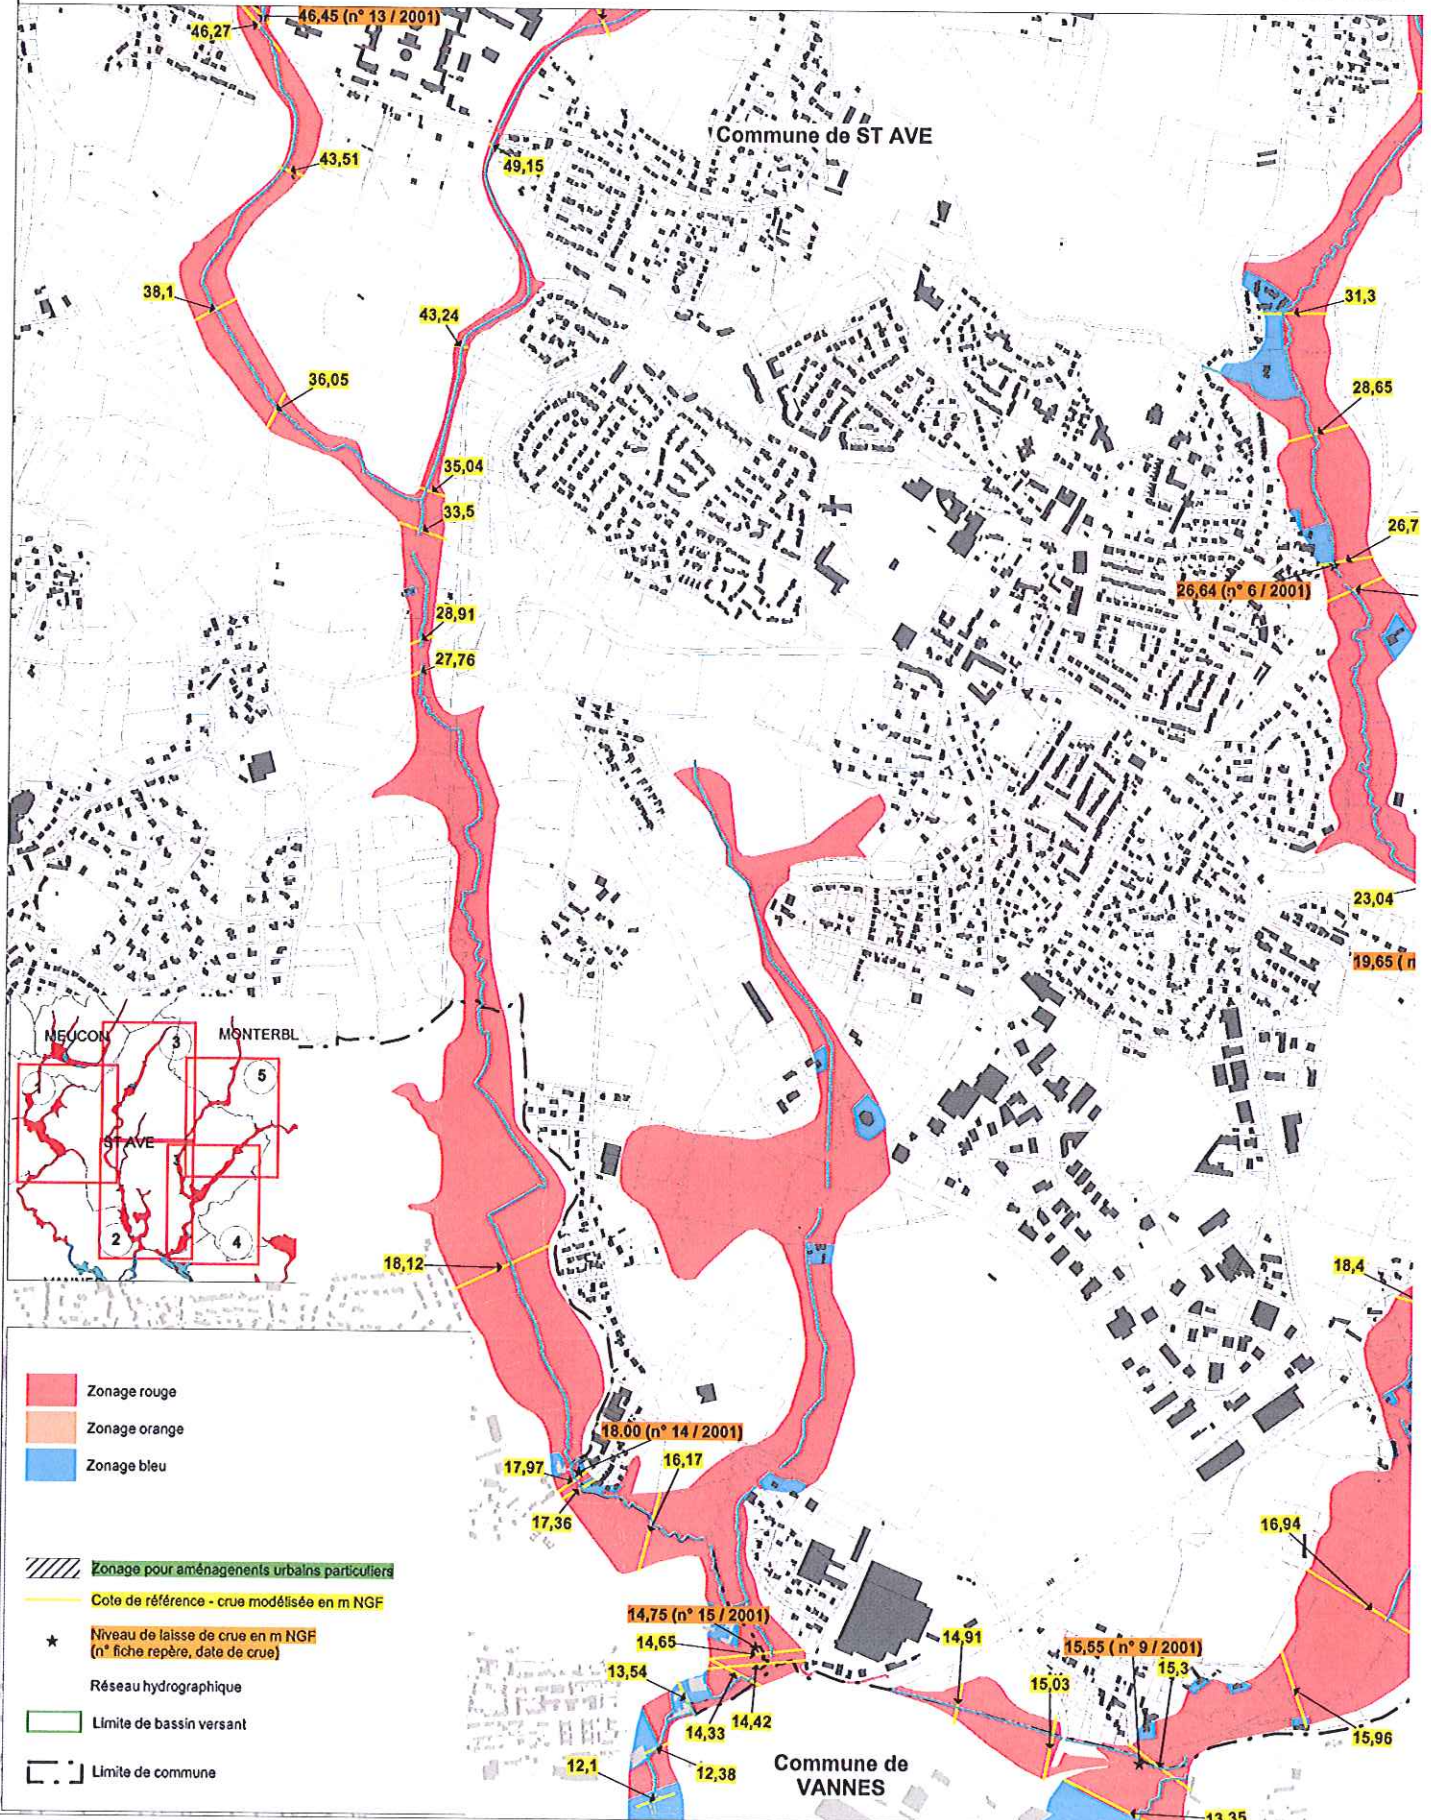 46,45 (n° 13 / 2001)
46,27
Commune de ST AVE
43,51
49,15
38,1
31,3
43,24
36,05
28,65
35,04
33,5
26,7
26,64 (n° 6 / 2001)
28,91
27,76
23,04
19,65 ( n
MEUCON
MONTERBL
3
5
ST AVE
2
4
18,12
18,4
Zonage rouge
Zonage orange
Zonage bleu
18.00 (n° 14 / 2001)
17,97
16,17
17,36
16,94
Zonage pour aménagenents urbains particuliers
Cote de référence - crue modélisée en m NGF
Niveau de laisse de crue en m NGF
(n° fiche repère, date de crue)
Réseau hydrographique
Limite de bassin versant
Limite de commune
14,75 (n° 15 / 2001)
14,65
14,91
15,55 ( n° 9 / 2001)
15,3
13,54
15,03
14,33
14,42
15,96
12,1
12,38
Commune de
VANNES
13,35